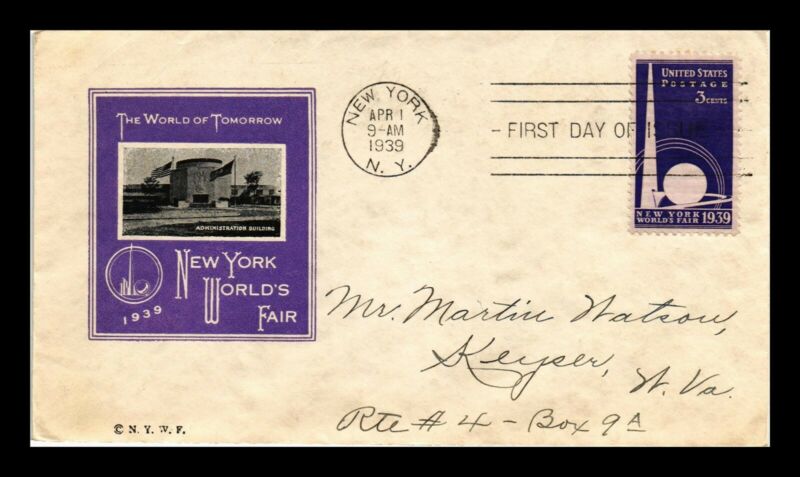 The World of Tomorrow
ADMINISTRATION BUILDING
1939
New York
World's
Fair
© N. Y. W. F.
NEW YORK
APR 1
9-AM
1939
N. Y.
FIRST DAY OF ISSUE
UNITED STATES
POSTAGE
3 CENTS
NEW YORK
WORLD'S FAIR 1939
Mr. Martin Watson,
Keyser,
W. Va.
Rte # 4 - Box 9A